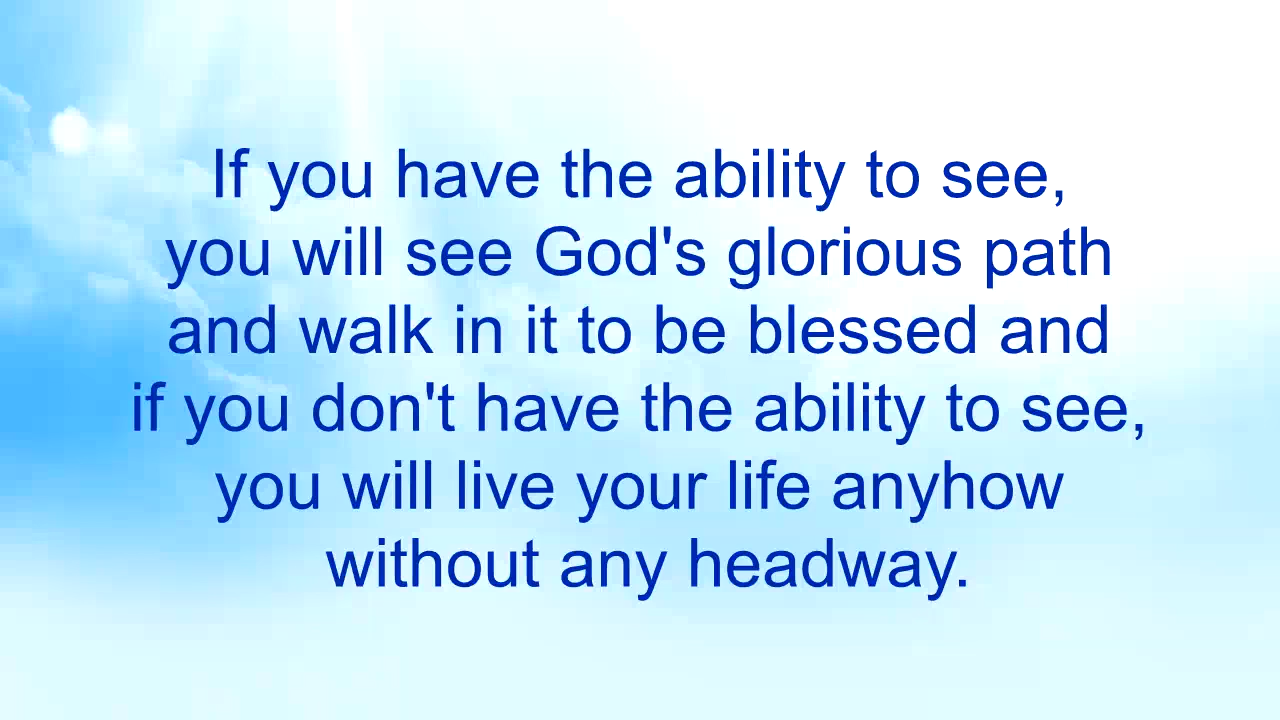 If you have the ability to see,
you will see God's glorious path
and walk in it to be blessed and
if you don't have the ability to see,
you will live your life anyhow
without any headway.